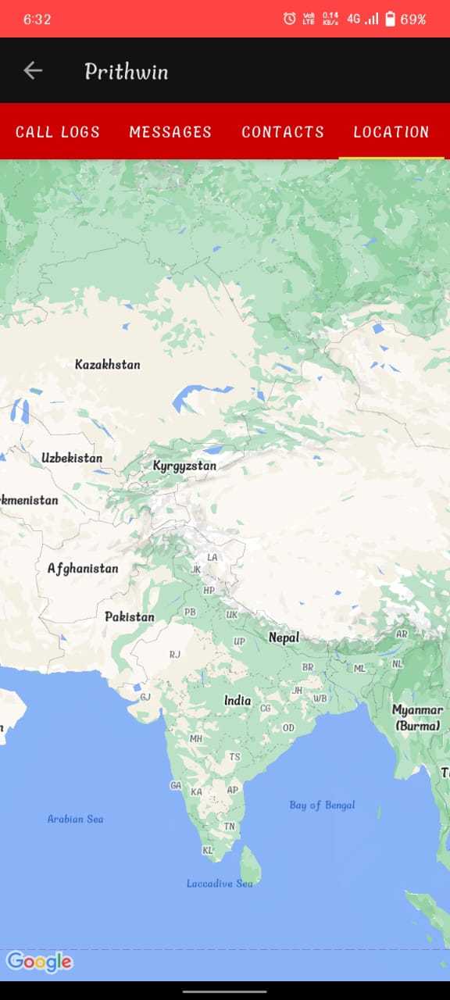 6:32 Vo)) LTE 0.14 KB/s 4G 69%
Prithwin
CALL LOGS MESSAGES CONTACTS LOCATION
Kazakhstan
Uzbekistan
Kyrgyzstan
rkmenistan
LA
Afghanistan
JK
HP
PB
UK
Pakistan
Nepal
AR
UP
RJ
NL
BR
ML
JH
GJ
WB
India
CG
Myanmar
(Burma)
OD
MH
TS
T
GA
KA
AP
Bay of Bengal
Arabian Sea
TN
KL
Laccadive Sea
Google